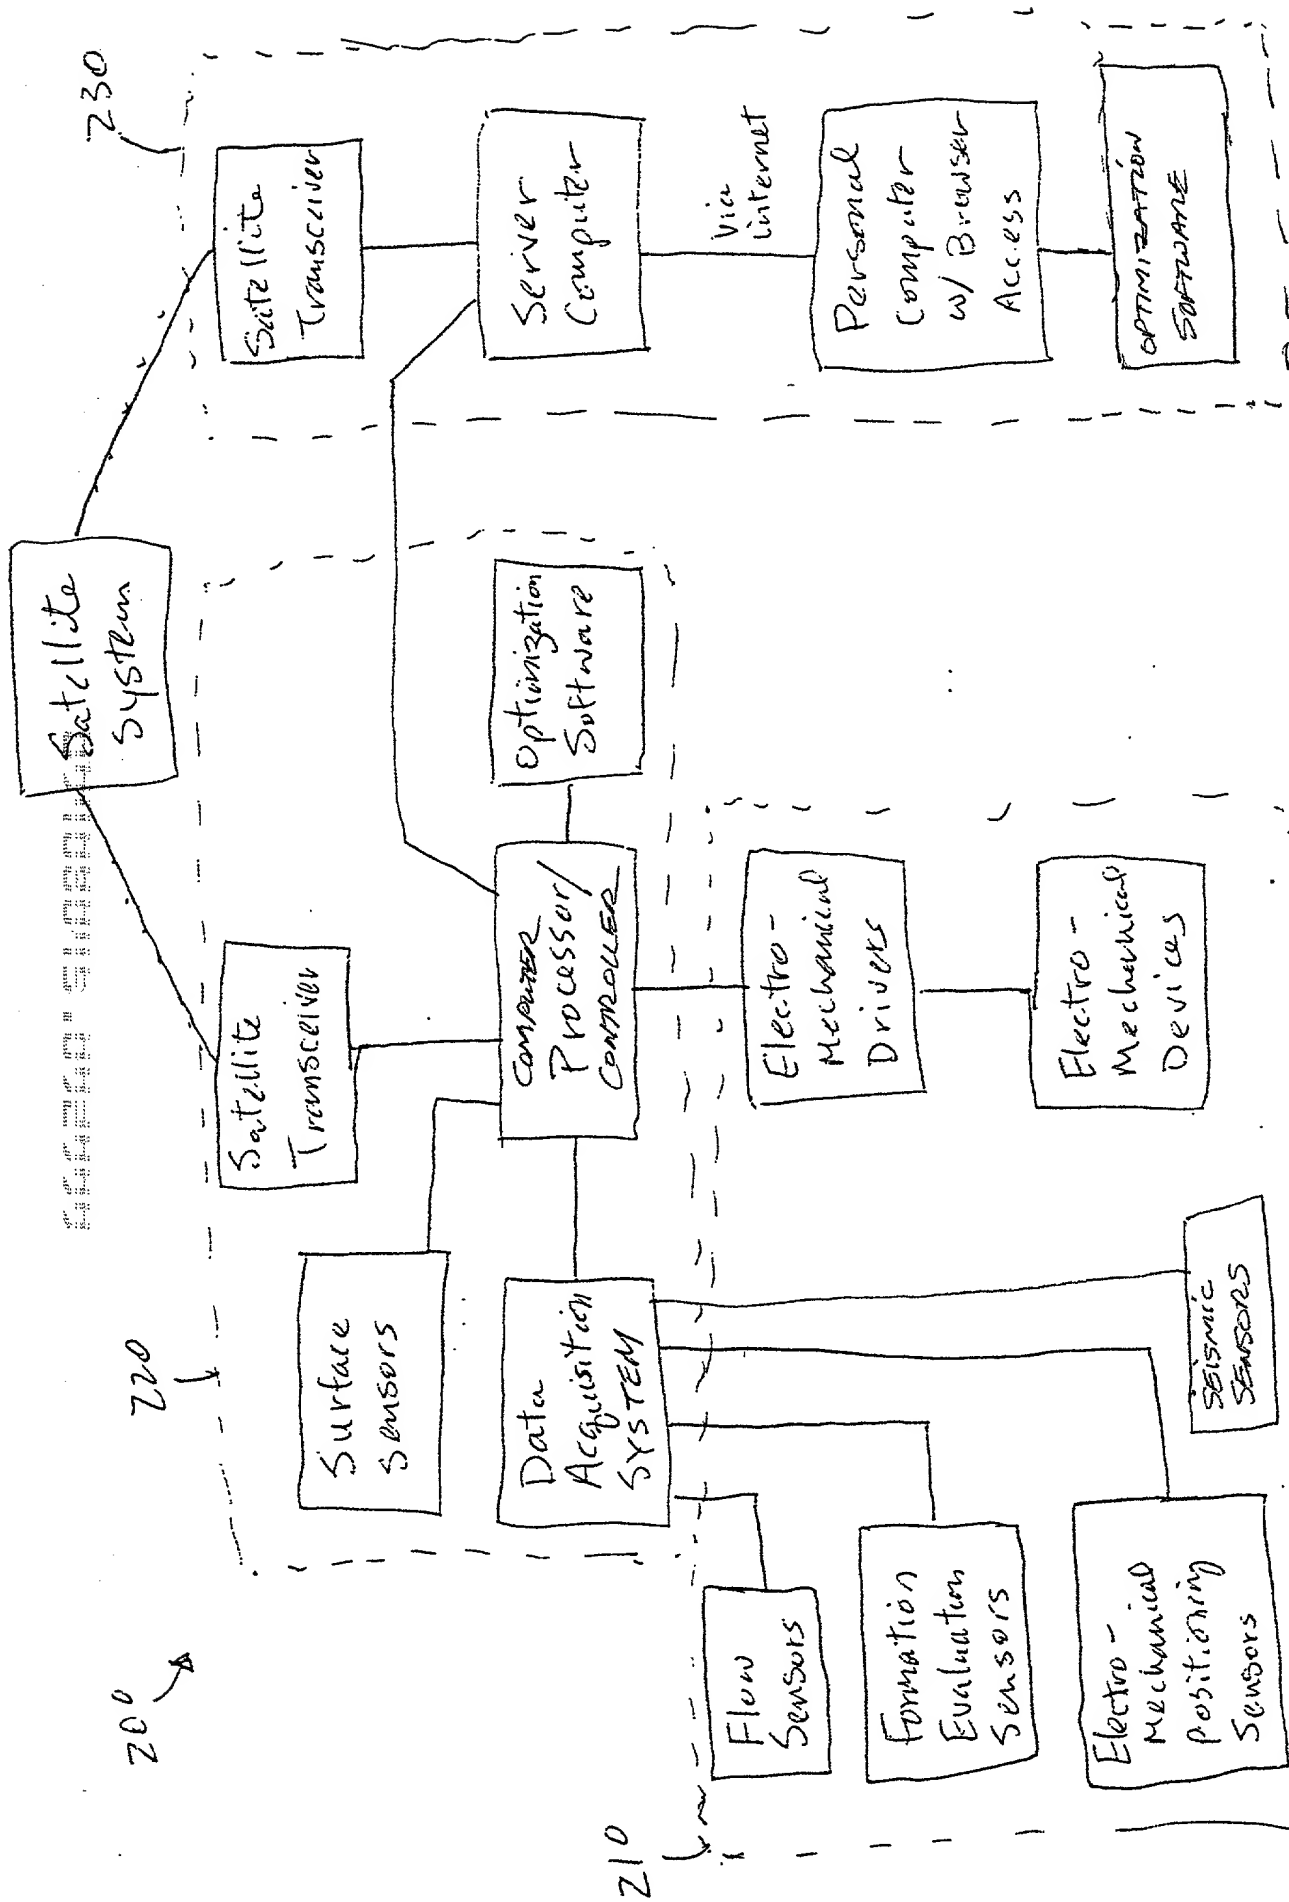 200
Satellite
System
220
230
Satellite
Transceiver
Satellite
Transceiver
Surface
Sensors
Data
Acquisition
SYSTEM
COMPUTER
Processor/
CONTROLLER
Optimization
Software
Server
Computer
Via
internet
Personal
Computer
w/ Browser
Access
OPTIMIZATION
SOFTWARE
210
Flow
Sensors
Formation
Evaluation
Sensors
Electro-
Mechanical
Positioning
Sensors
SEISMIC
SENSORS
Electro-
Mechanical
Drivers
Electro-
Mechanical
Devices